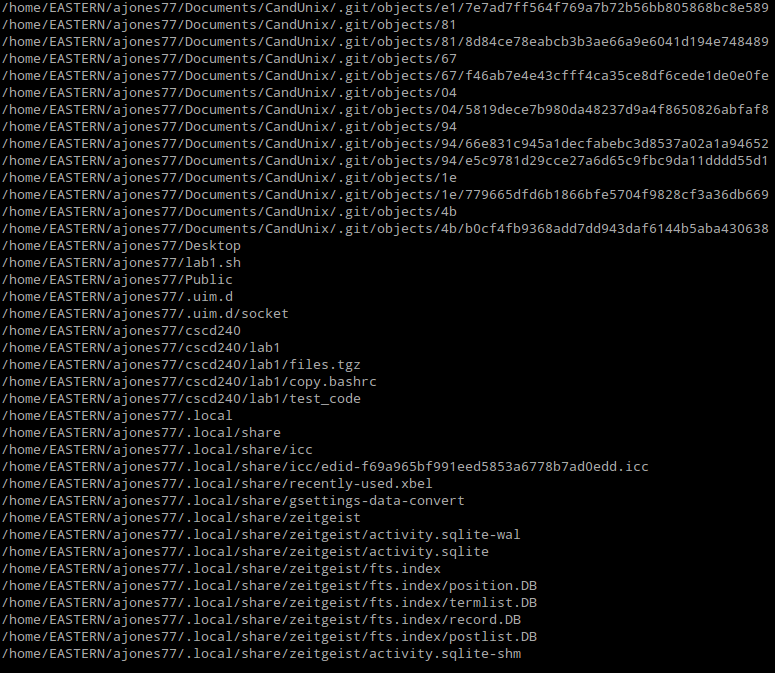 /home/EASTERN/ajones77/Documents/CandUnix/.git/objects/e1/7e7ad7ff564f769a7b72b56bb805868bc8e589
/home/EASTERN/ajones77/Documents/CandUnix/.git/objects/81
/home/EASTERN/ajones77/Documents/CandUnix/.git/objects/81/8d84ce78eabcb3b3ae66a9e6041d194e748489
/home/EASTERN/ajones77/Documents/CandUnix/.git/objects/67
/home/EASTERN/ajones77/Documents/CandUnix/.git/objects/67/f46ab7e4e43cfff4ca35ce8df6cede1de0e0fe
/home/EASTERN/ajones77/Documents/CandUnix/.git/objects/04
/home/EASTERN/ajones77/Documents/CandUnix/.git/objects/04/5819dece7b980da48237d9a4f8650826abfaf8
/home/EASTERN/ajones77/Documents/CandUnix/.git/objects/94
/home/EASTERN/ajones77/Documents/CandUnix/.git/objects/94/66e831c945a1decfabebc3d8537a02a1a94652
/home/EASTERN/ajones77/Documents/CandUnix/.git/objects/94/e5c9781d29cce27a6d65c9fbc9da11dddd55d1
/home/EASTERN/ajones77/Documents/CandUnix/.git/objects/1e
/home/EASTERN/ajones77/Documents/CandUnix/.git/objects/1e/779665dfd6b1866bfe5704f9828cf3a36db669
/home/EASTERN/ajones77/Documents/CandUnix/.git/objects/4b
/home/EASTERN/ajones77/Documents/CandUnix/.git/objects/4b/b0cf4fb9368add7dd943daf6144b5aba430638
/home/EASTERN/ajones77/Desktop
/home/EASTERN/ajones77/lab1.sh
/home/EASTERN/ajones77/Public
/home/EASTERN/ajones77/.uim.d
/home/EASTERN/ajones77/.uim.d/socket
/home/EASTERN/ajones77/cscd240
/home/EASTERN/ajones77/cscd240/lab1
/home/EASTERN/ajones77/cscd240/lab1/files.tgz
/home/EASTERN/ajones77/cscd240/lab1/copy.bashrc
/home/EASTERN/ajones77/cscd240/lab1/test_code
/home/EASTERN/ajones77/.local
/home/EASTERN/ajones77/.local/share
/home/EASTERN/ajones77/.local/share/icc
/home/EASTERN/ajones77/.local/share/icc/edid-f69a965bf991eed5853a6778b7ad0edd.icc
/home/EASTERN/ajones77/.local/share/recently-used.xbel
/home/EASTERN/ajones77/.local/share/gsettings-data-convert
/home/EASTERN/ajones77/.local/share/zeitgeist
/home/EASTERN/ajones77/.local/share/zeitgeist/activity.sqlite-wal
/home/EASTERN/ajones77/.local/share/zeitgeist/activity.sqlite
/home/EASTERN/ajones77/.local/share/zeitgeist/fts.index
/home/EASTERN/ajones77/.local/share/zeitgeist/fts.index/position.DB
/home/EASTERN/ajones77/.local/share/zeitgeist/fts.index/termlist.DB
/home/EASTERN/ajones77/.local/share/zeitgeist/fts.index/record.DB
/home/EASTERN/ajones77/.local/share/zeitgeist/fts.index/postlist.DB
/home/EASTERN/ajones77/.local/share/zeitgeist/activity.sqlite-shm